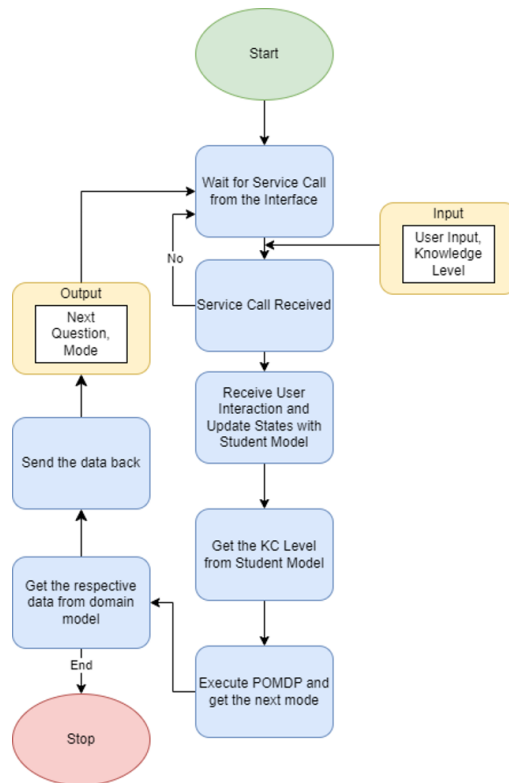 Start
Wait for Service Call
from the Interface
Input
User Input,
Knowledge
Level
No
Service Call Received
Output
Next
Question,
Mode
Receive User
Interaction and
Update States with
Student Model
Send the data back
Get the KC Level
from Student Model
Get the respective
data from domain
model
Execute POMDP and
get the next mode
End
Stop